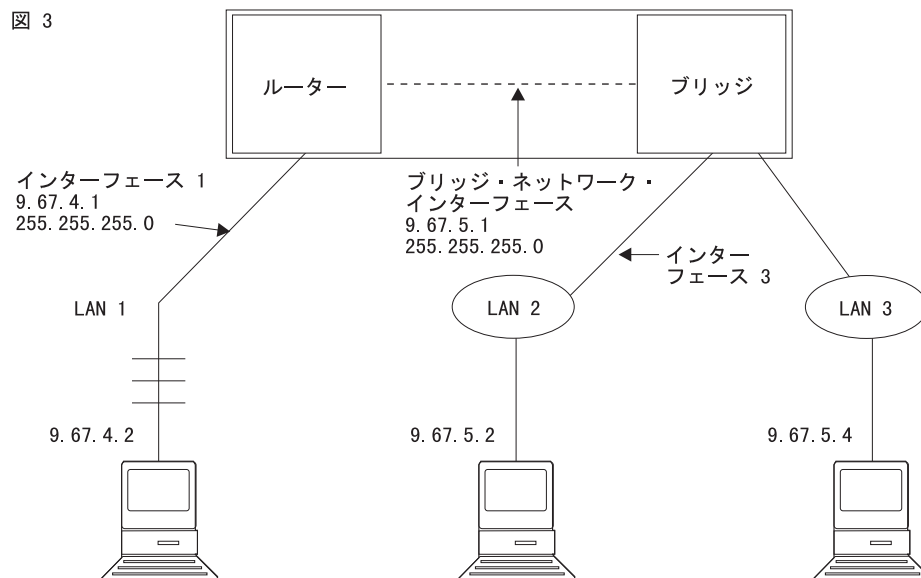 図 3
ルーター
ブリッジ
インターフェース 1
9.67.4.1
255.255.255.0
ブリッジ・ネットワーク・
インターフェース
9.67.5.1
255.255.255.0
インター
フェース 3
LAN 1
LAN 2
LAN 3
9.67.4.2
9.67.5.2
9.67.5.4